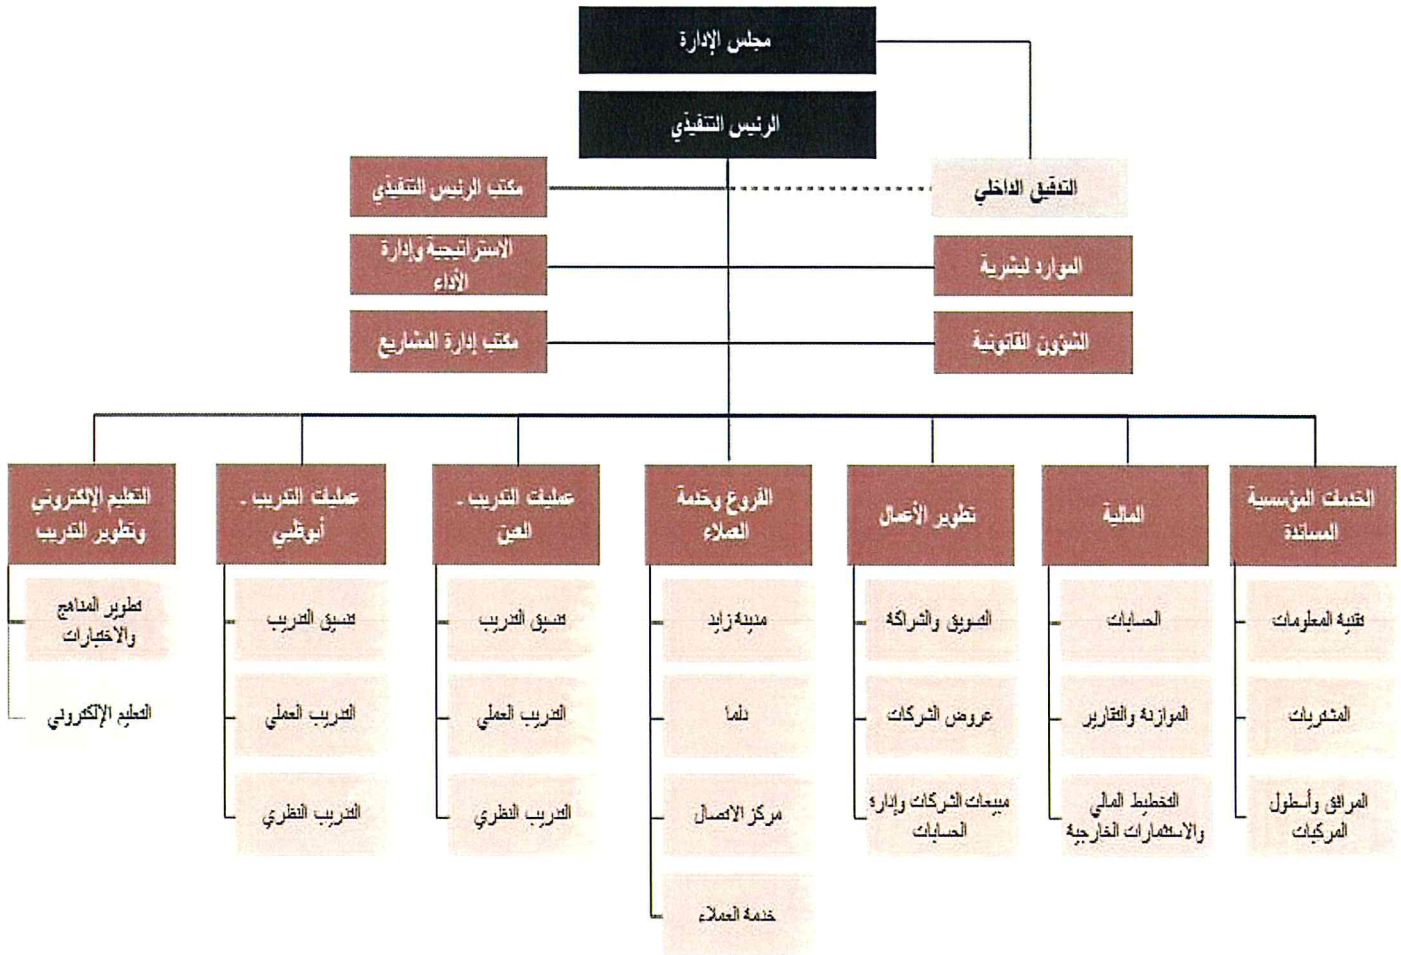 مجلس الإدارة
الرئيس التنفيذي
التدقيق الداخلي
مكتب الرئيس التنفيذي
الموارد لبشرية
الاستراتيجية وإدارة
الأداء
الشؤون القانونية
مكتب إدارة المشاريع
الخدمات المؤسسية
المساندة
المالية
تطوير الأعمال
الفروع وخدمة
العملاء
عمليات التدريب -
العين
عمليات التدريب -
أبوظبي
التعليم الإلكتروني
وتطوير التدريب
تقنية المعلومات
المشتريات
المرافق وأسطول
المركبات
الحسابات
الموازنة والتقارير
التخطيط المالي
والاستثمارات الخارجية
التسويق والشراكة
عروض الشركات
مبيعات الشركات وإدارة
الحسابات
مدينة زايد
دلما
مركز الاتصال
خدمة العملاء
تنسيق التدريب
التدريب العملي
التدريب النظري
تنسيق التدريب
التدريب العملي
التدريب النظري
تطوير المناهج
والاختبارات
التعليم الإلكتروني